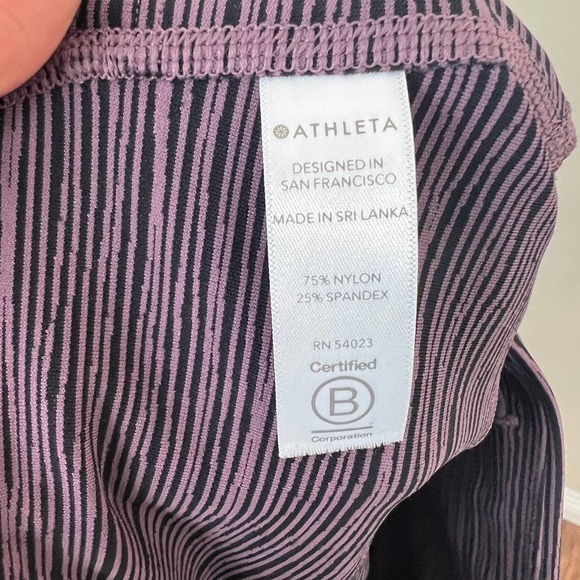 ATHLETA
DESIGNED IN
SAN FRANCISCO
MADE IN SRI LANKA
75% NYLON
25% SPANDEX
RN 54023
Certified
B
Corporation